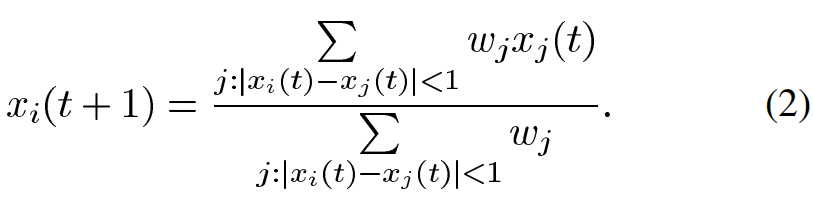 x_i(t + 1) = \frac{\sum_{j:|x_i(t)-x_j(t)|<1} w_j x_j(t)}{\sum_{j:|x_i(t)-x_j(t)|<1} w_j}. (2)